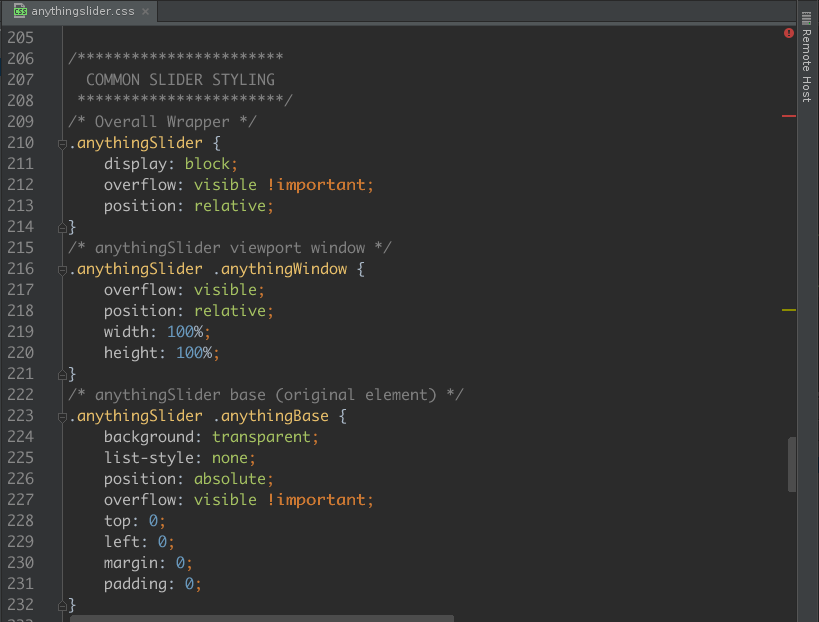 anythingslider.css
205
206 /***********************
207 COMMON SLIDER STYLING
208 ***********************/
209 /* Overall Wrapper */
210 .anythingSlider {
211 display: block;
212 overflow: visible !important;
213 position: relative;
214 }
215 /* anythingSlider viewport window */
216 .anythingSlider .anythingWindow {
217 overflow: visible;
218 position: relative;
219 width: 100%;
220 height: 100%;
221 }
222 /* anythingSlider base (original element) */
223 .anythingSlider .anythingBase {
224 background: transparent;
225 list-style: none;
226 position: absolute;
227 overflow: visible !important;
228 top: 0;
229 left: 0;
230 margin: 0;
231 padding: 0;
232 }
Remote Host